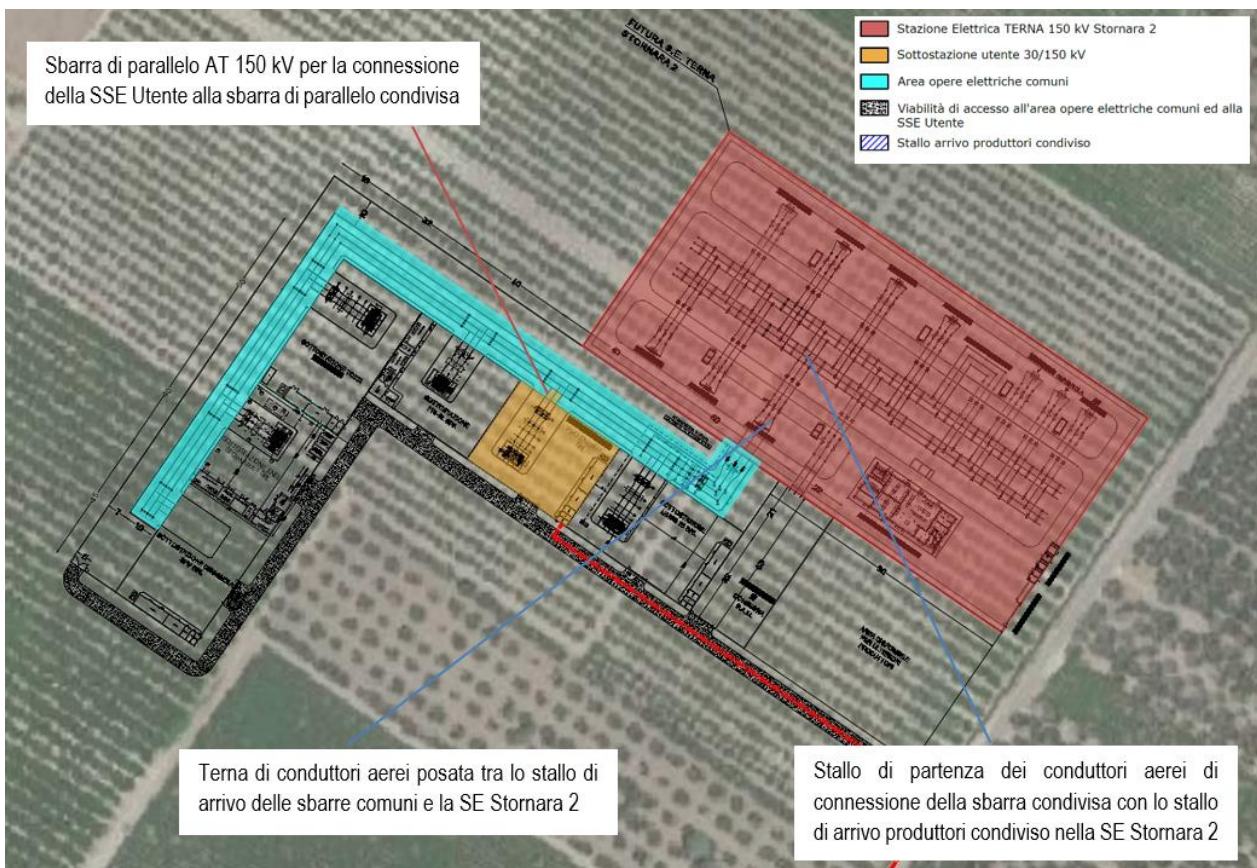 Sbarra di parallelo AT 150 kV per la connessione
della SSE Utente alla sbarra di parallelo condivisa
FUTURA S.E. TERNA
STORNARA 2
Stazione Elettrica TERNA 150 kV Stornara 2
Sottostazione utente 30/150 kV
Area opere elettriche comuni
Viabilità di accesso all'area opere elettriche comuni ed alla
SSE Utente
Stallo arrivo produttori condiviso
Terna di conduttori aerei posata tra lo stallo di
arrivo delle sbarre comuni e la SE Stornara 2
Stallo di partenza dei conduttori aerei di
connessione della sbarra condivisa con lo stallo
di arrivo produttori condiviso nella SE Stornara 2